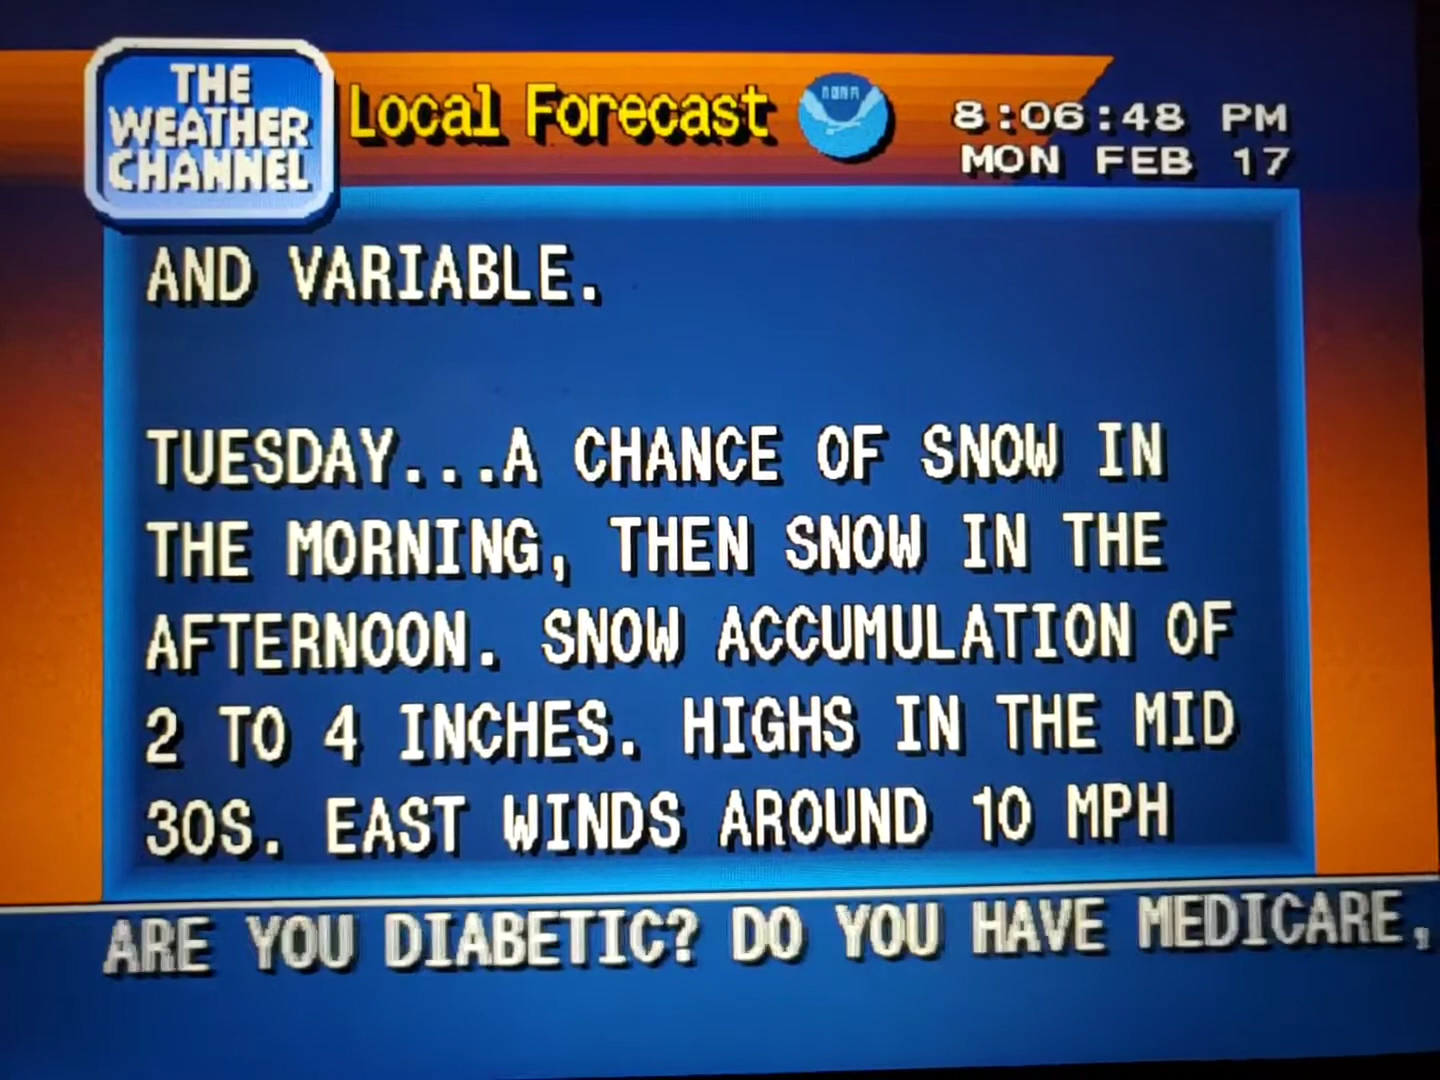 THE
WEATHER
CHANNEL
Local Forecast
NOAA
8:06:48 PM
MON FEB 17
AND VARIABLE.
TUESDAY...A CHANCE OF SNOW IN
THE MORNING, THEN SNOW IN THE
AFTERNOON. SNOW ACCUMULATION OF
2 TO 4 INCHES. HIGHS IN THE MID
30S. EAST WINDS AROUND 10 MPH
ARE YOU DIABETIC? DO YOU HAVE MEDICARE,